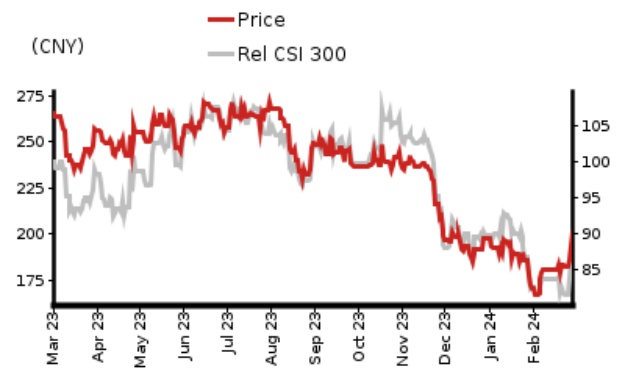 Price
(CNY)
Rel CSI 300
275
250
225
200
175
105
100
95
90
85
Mar 23
Apr 23
May 23
Jun 23
Jul 23
Aug 23
Sep 23
Oct 23
Nov 23
Dec 23
Jan 24
Feb 24